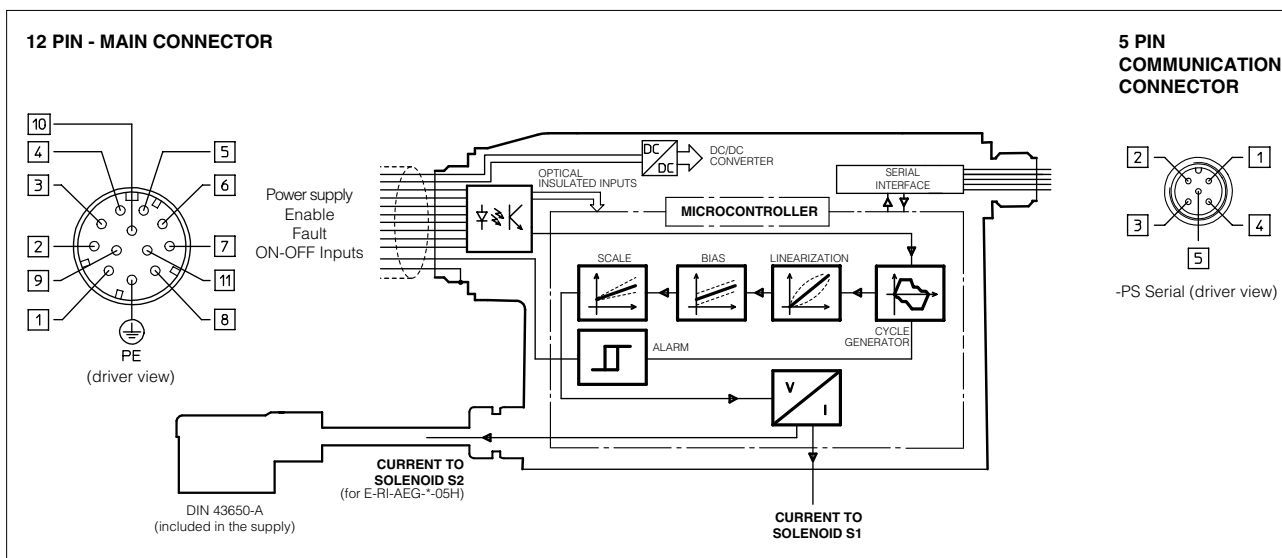 12 PIN - MAIN CONNECTOR
10
4
5
3
6
2
7
9
11
1
8
PE
(driver view)
Power supply
Enable
Fault
ON-OFF Inputs
DC
DC
DC/DC
CONVERTER
OPTICAL
INSULATED INPUTS
MICROCONTROLLER
SERIAL
INTERFACE
SCALE
BIAS
LINEARIZATION
CYCLE
GENERATOR
ALARM
V
I
CURRENT TO
SOLENOID S2
(for E-RI-AEG-*-05H)
DIN 43650-A
(included in the supply)
CURRENT TO
SOLENOID S1
5 PIN
COMMUNICATION
CONNECTOR
2
1
3
4
5
-PS Serial (driver view)